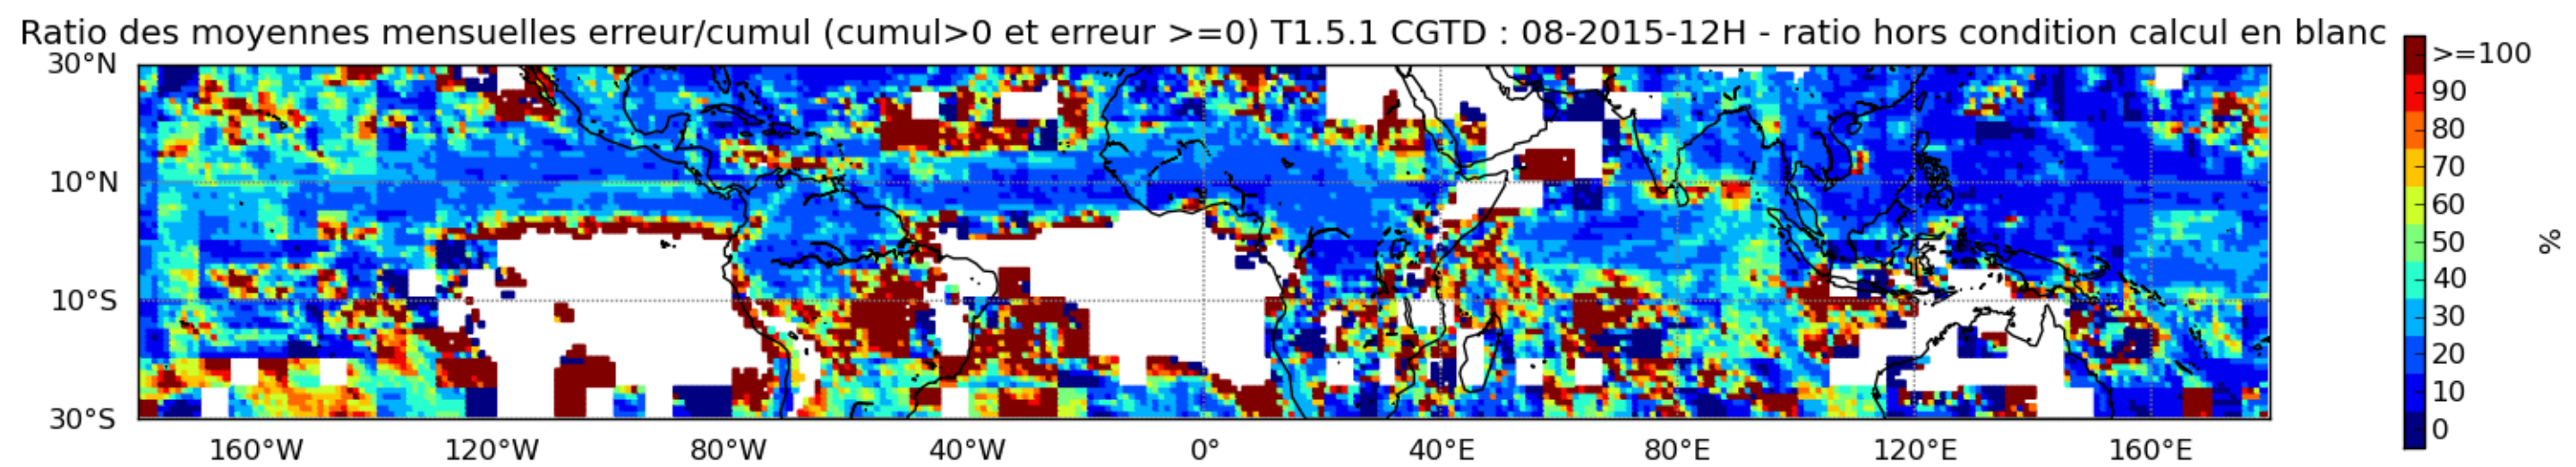 Ratio des moyennes mensuelles erreur/cumul (cumul>0 et erreur >=0) T1.5.1 CGTD : 08-2015-12H - ratio hors condition calcul en blanc
30°N
10°N
10°S
30°S
160°W 120°W 80°W 40°W 0° 40°E 80°E 120°E 160°E
>=100
90
80
70
60
50
40
30
20
10
0
%